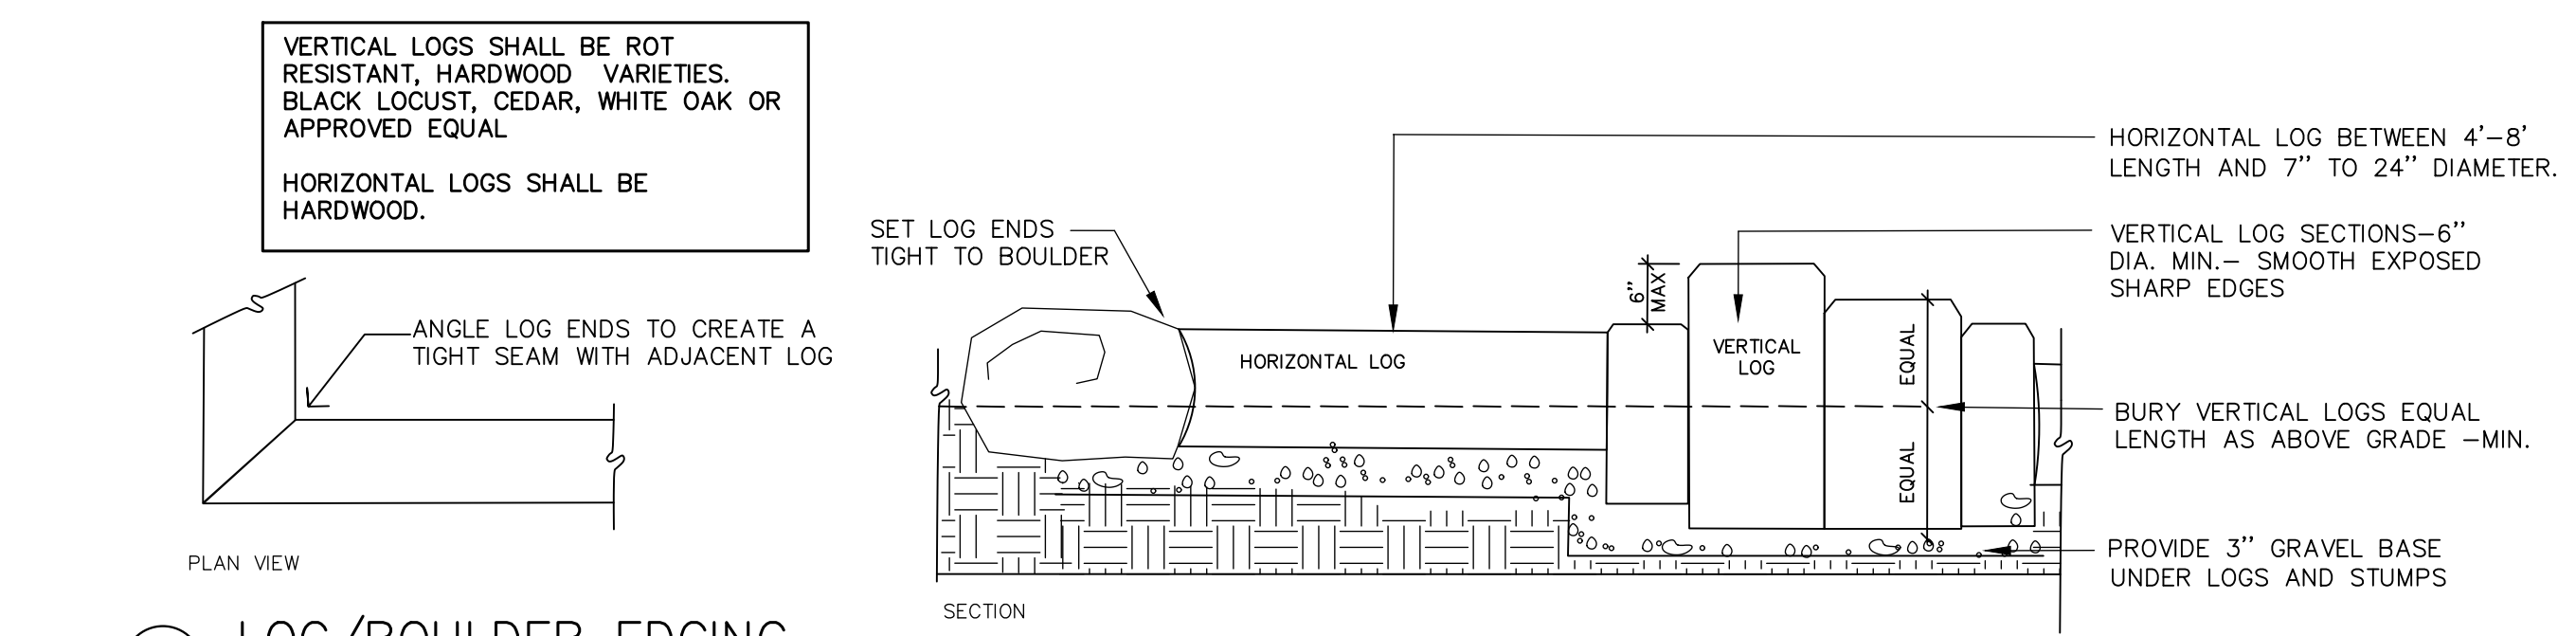 VERTICAL LOGS SHALL BE ROT
RESISTANT, HARDWOOD VARIETIES.
BLACK LOCUST, CEDAR, WHITE OAK OR
APPROVED EQUAL
HORIZONTAL LOGS SHALL BE
HARDWOOD.
ANGLE LOG ENDS TO CREATE A
TIGHT SEAM WITH ADJACENT LOG
PLAN VIEW
SET LOG ENDS
TIGHT TO BOULDER
HORIZONTAL LOG
6"
MAX
VERTICAL
LOG
EQUAL
EQUAL
HORIZONTAL LOG BETWEEN 4'-8'
LENGTH AND 7" TO 24" DIAMETER.
VERTICAL LOG SECTIONS-6"
DIA. MIN.- SMOOTH EXPOSED
SHARP EDGES
BURY VERTICAL LOGS EQUAL
LENGTH AS ABOVE GRADE -MIN.
PROVIDE 3" GRAVEL BASE
UNDER LOGS AND STUMPS
SECTION
LOG/BOULDER EDGING